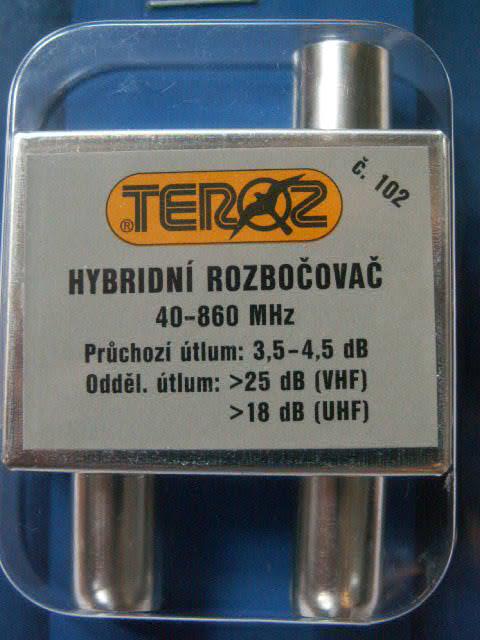 č. 102
® TEROZ
HYBRIDNÍ ROZBOČOVAČ
40-860 MHz
Průchozí útlum: 3,5-4,5 dB
Odděl. útlum: >25 dB (VHF)
>18 dB (UHF)